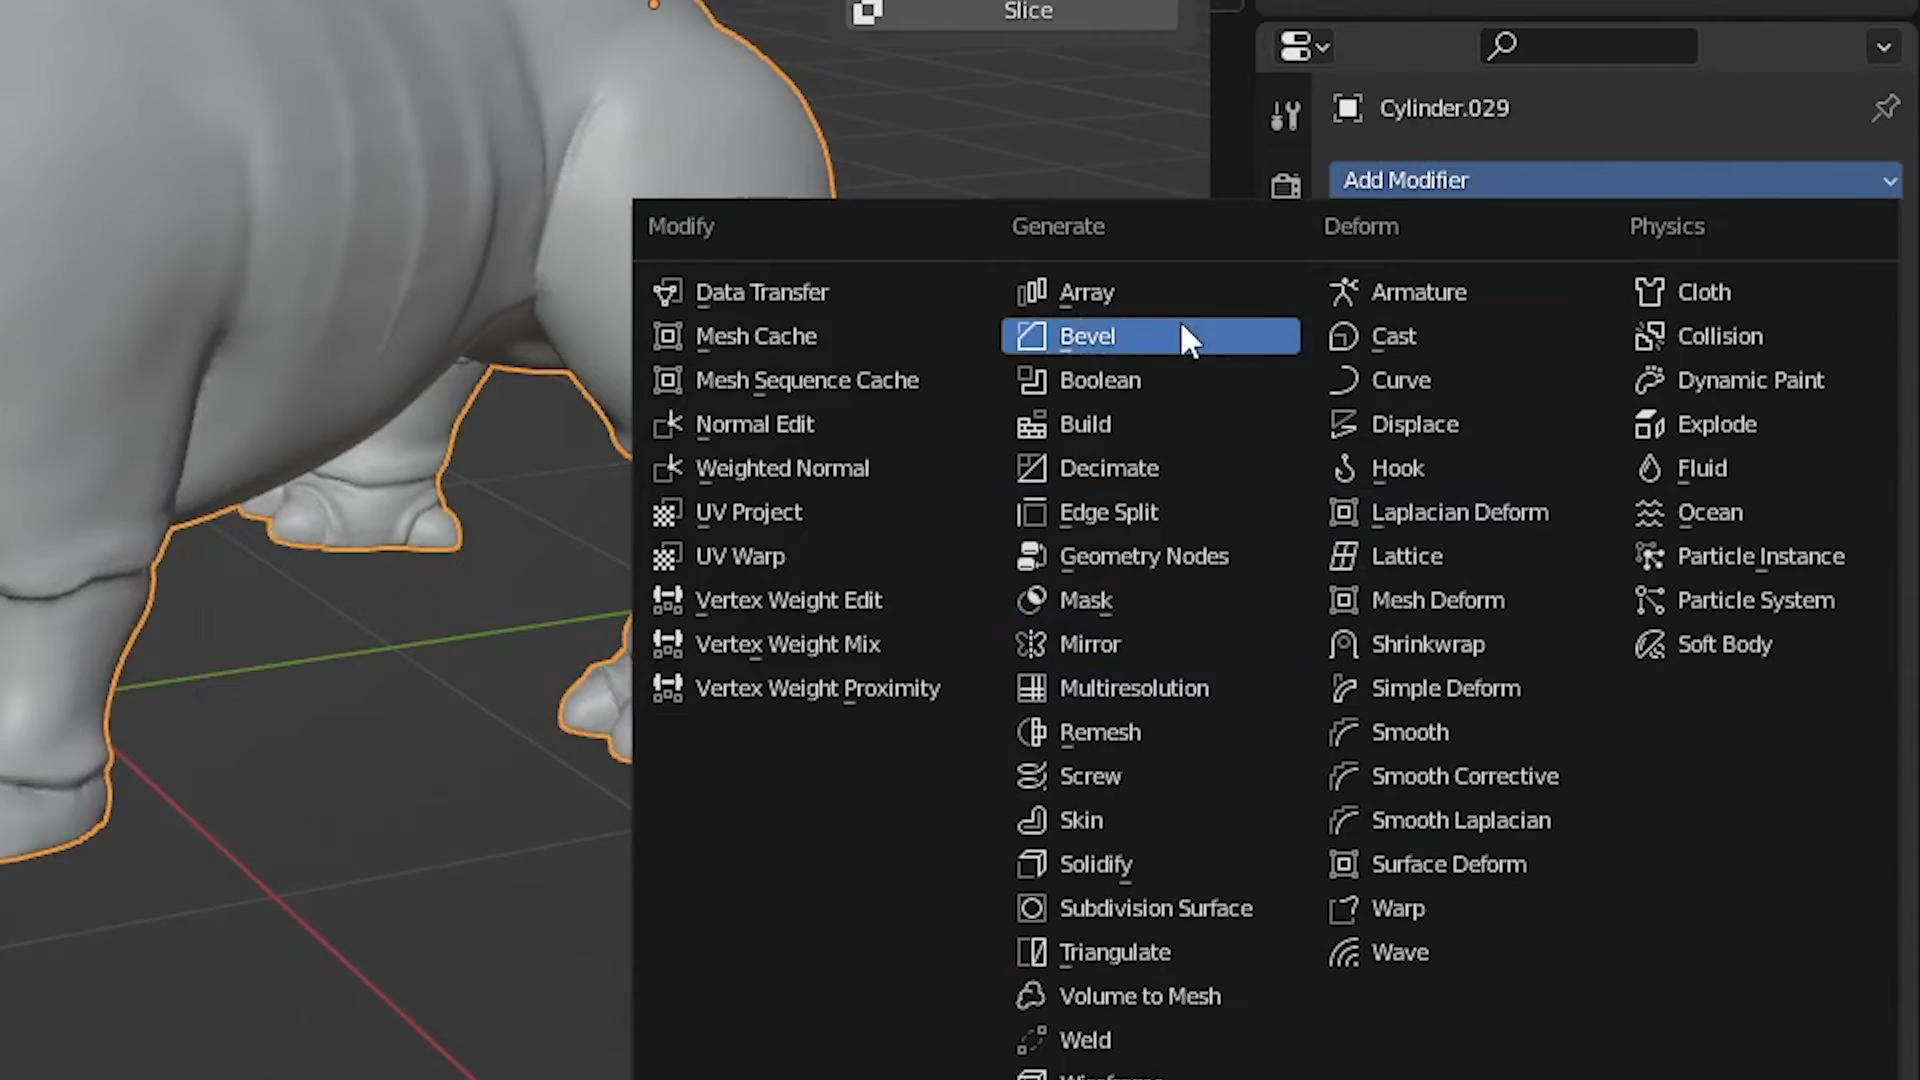 Slice
Cylinder.029
Add Modifier
Modify
Data Transfer
Mesh Cache
Mesh Sequence Cache
Normal Edit
Weighted Normal
UV Project
UV Warp
Vertex Weight Edit
Vertex Weight Mix
Vertex Weight Proximity
Generate
Array
Bevel
Boolean
Build
Decimate
Edge Split
Geometry Nodes
Mask
Mirror
Multiresolution
Remesh
Screw
Skin
Solidify
Subdivision Surface
Triangulate
Volume to Mesh
Weld
Deform
Armature
Cast
Curve
Displace
Hook
Laplacian Deform
Lattice
Mesh Deform
Shrinkwrap
Simple Deform
Smooth
Smooth Corrective
Smooth Laplacian
Surface Deform
Warp
Wave
Physics
Cloth
Collision
Dynamic Paint
Explode
Fluid
Ocean
Particle Instance
Particle System
Soft Body